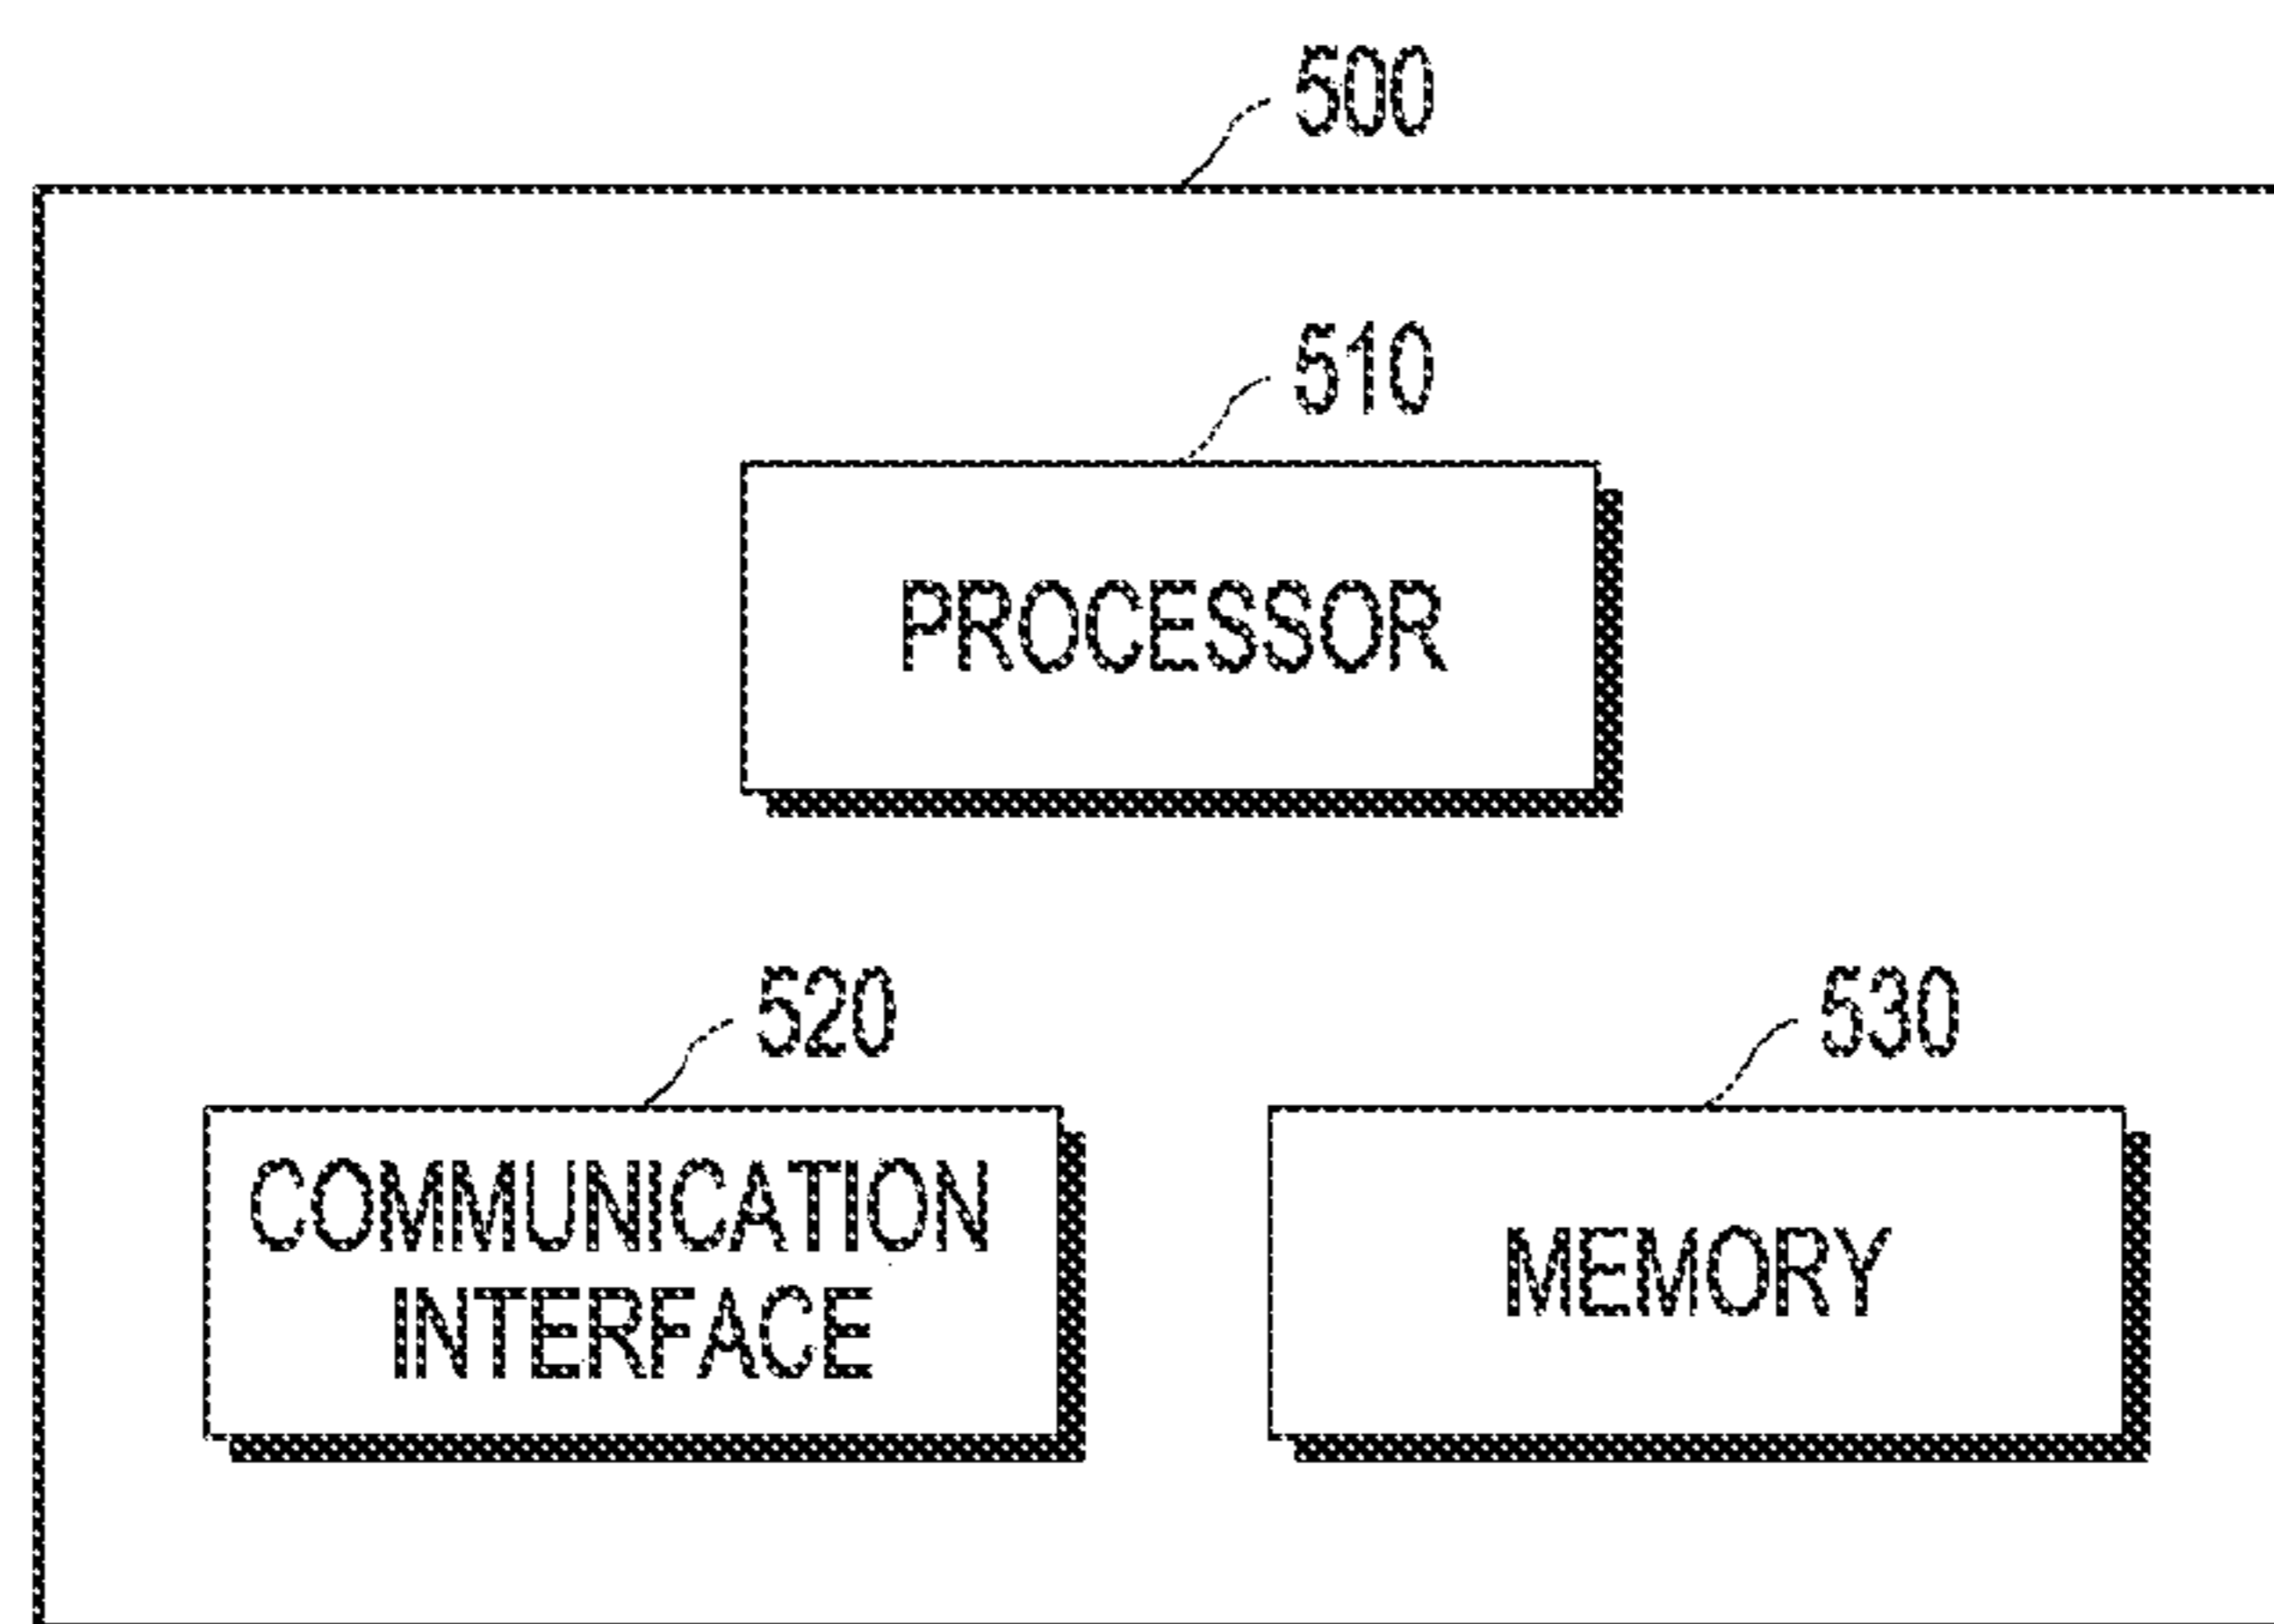 500
510
PROCESSOR
520
530
COMMUNICATION
INTERFACE
MEMORY